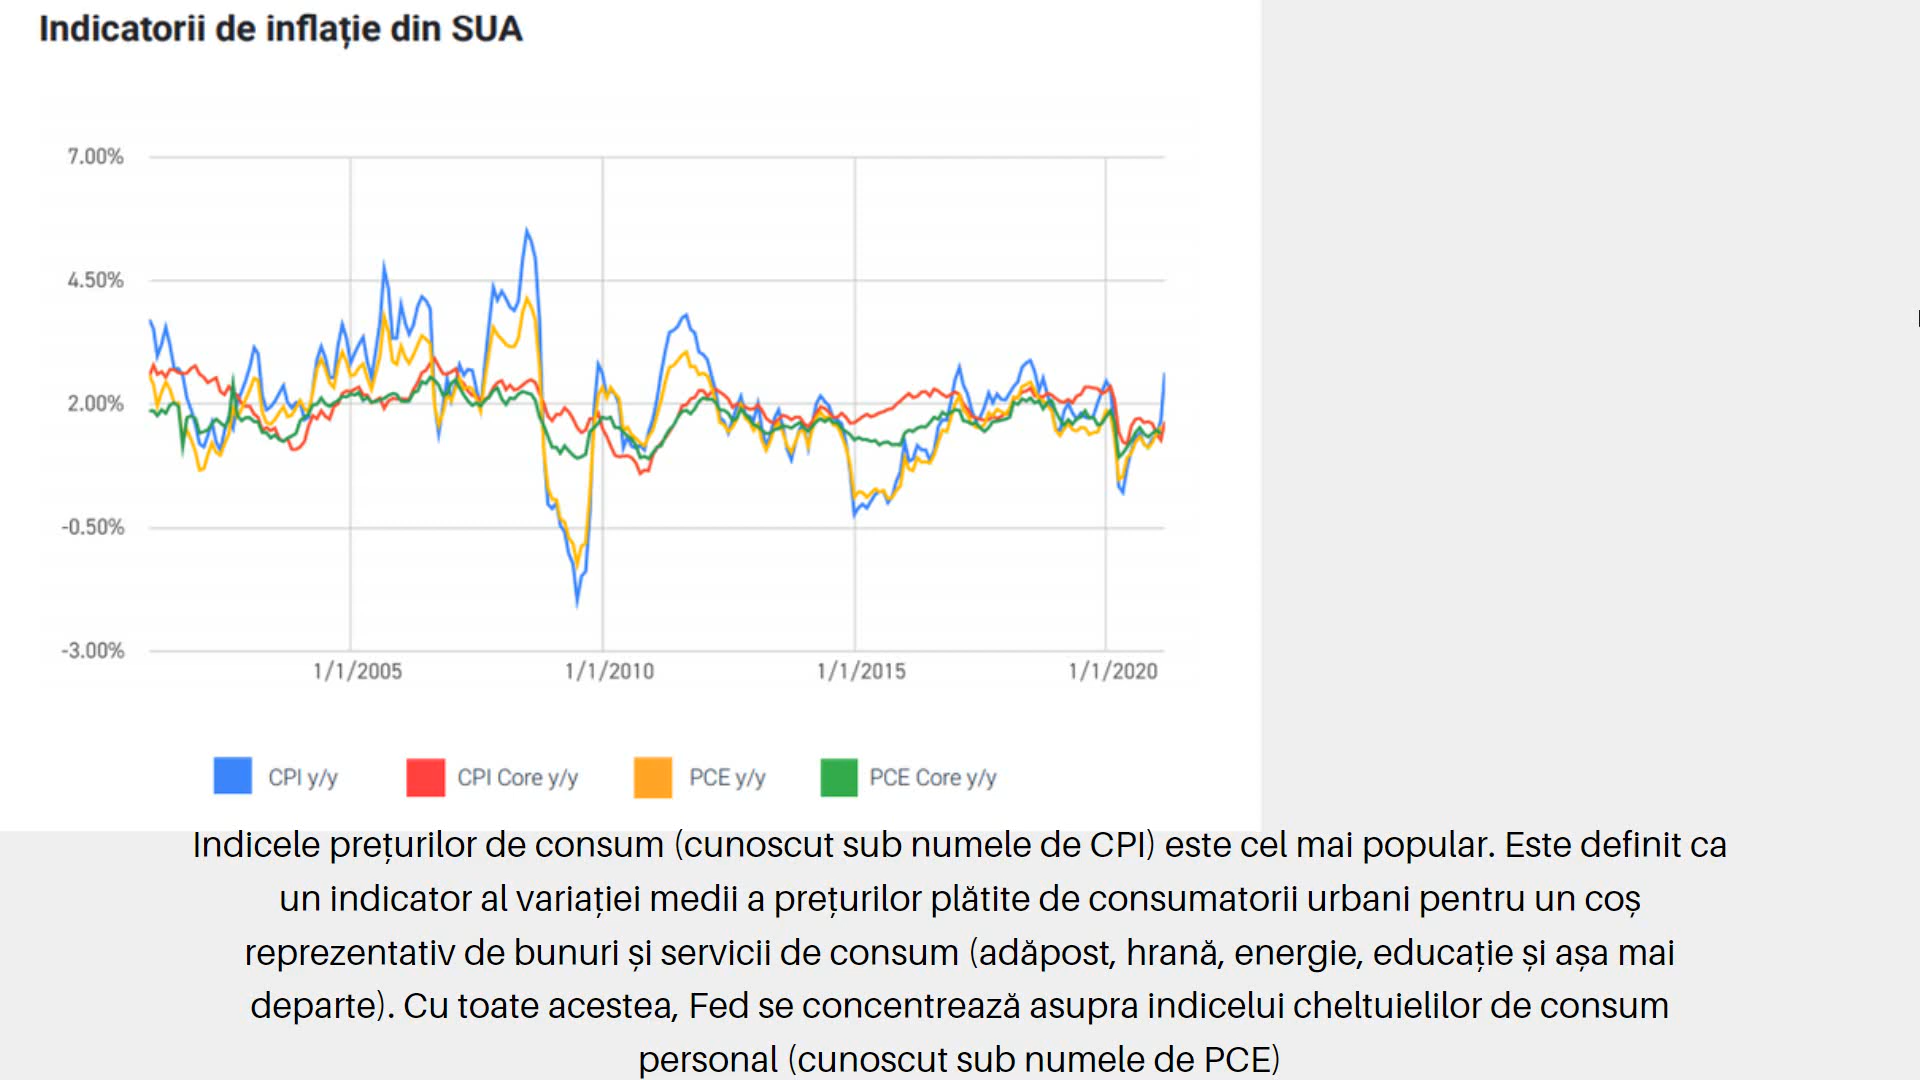 Indicatorii de inflație din SUA
7.00%
4.50%
2.00%
-0.50%
-3.00%
1/1/2005 1/1/2010 1/1/2015 1/1/2020
CPI y/y CPI Core y/y PCE y/y PCE Core y/y
Indicele prețurilor de consum (cunoscut sub numele de CPI) este cel mai popular. Este definit ca
un indicator al variației medii a prețurilor plătite de consumatorii urbani pentru un coș
reprezentativ de bunuri și servicii de consum (adăpost, hrană, energie, educație și așa mai
departe). Cu toate acestea, Fed se concentrează asupra indicelui cheltuielilor de consum
personal (cunoscut sub numele de PCE)